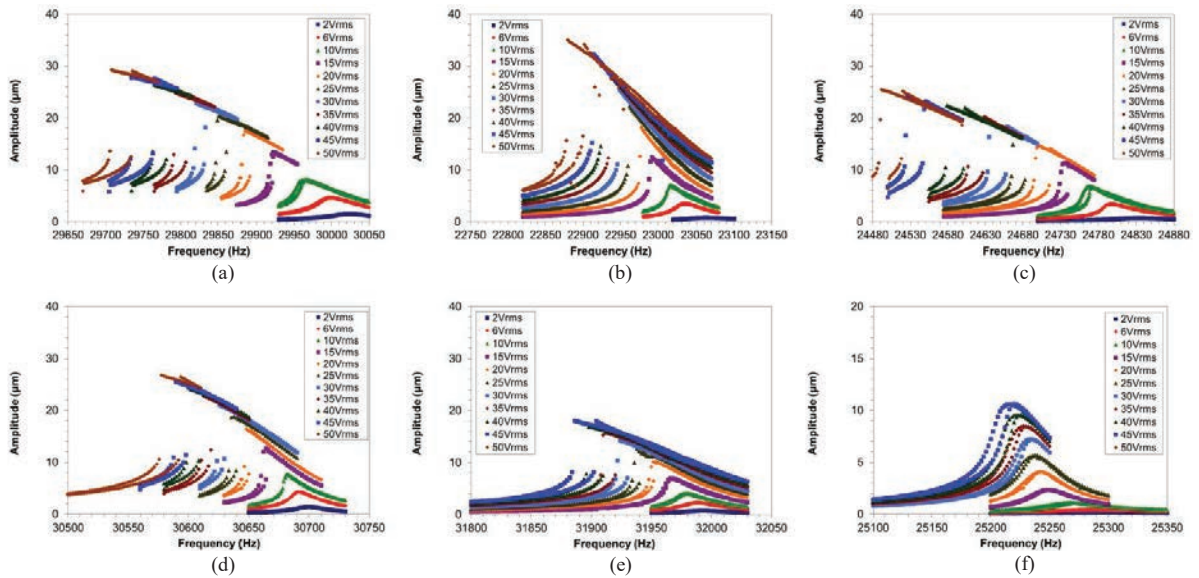 40
30
20
10
0
Amplitude (µm)
2Vrms
6Vrms
10Vrms
15Vrms
20Vrms
25Vrms
30Vrms
35Vrms
40Vrms
45Vrms
50Vrms
29650 29700 29750 29800 29850 29900 29950 30000 30050
Frequency (Hz)
(a)
40
30
20
10
0
Amplitude (µm)
2Vrms
6Vrms
10Vrms
15Vrms
20Vrms
25Vrms
30Vrms
35Vrms
40Vrms
45Vrms
50Vrms
22750 22800 22850 22900 22950 23000 23050 23100 23150
Frequency (Hz)
(b)
40
30
20
10
0
Amplitude (µm)
2Vrms
6Vrms
10Vrms
15Vrms
20Vrms
25Vrms
30Vrms
35Vrms
40Vrms
45Vrms
50Vrms
24480 24530 24580 24630 24680 24730 24780 24830 24880
Frequency (Hz)
(c)
40
30
20
10
0
Amplitude (µm)
2Vrms
6Vrms
10Vrms
15Vrms
20Vrms
25Vrms
30Vrms
35Vrms
40Vrms
45Vrms
50Vrms
30500 30550 30600 30650 30700 30750
Frequency (Hz)
(d)
40
30
20
10
0
Amplitude (µm)
2Vrms
6Vrms
10Vrms
15Vrms
20Vrms
25Vrms
30Vrms
35Vrms
40Vrms
45Vrms
50Vrms
31800 31850 31900 31950 32000 32050
Frequency (Hz)
(e)
20
15
10
5
0
Amplitude (µm)
2Vrms
6Vrms
10Vrms
15Vrms
20Vrms
25Vrms
30Vrms
35Vrms
40Vrms
45Vrms
50Vrms
25100 25150 25200 25250 25300 25350
Frequency (Hz)
(f)